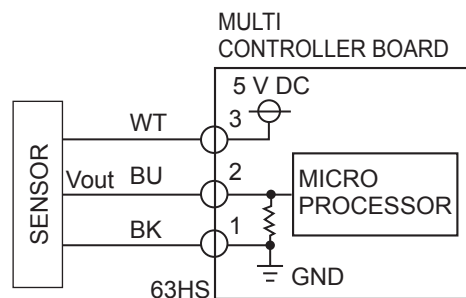 MULTI
CONTROLLER BOARD
5 V DC
WT
3
SENSOR
Vout
BU
2
MICRO
PROCESSOR
BK
1
GND
63HS